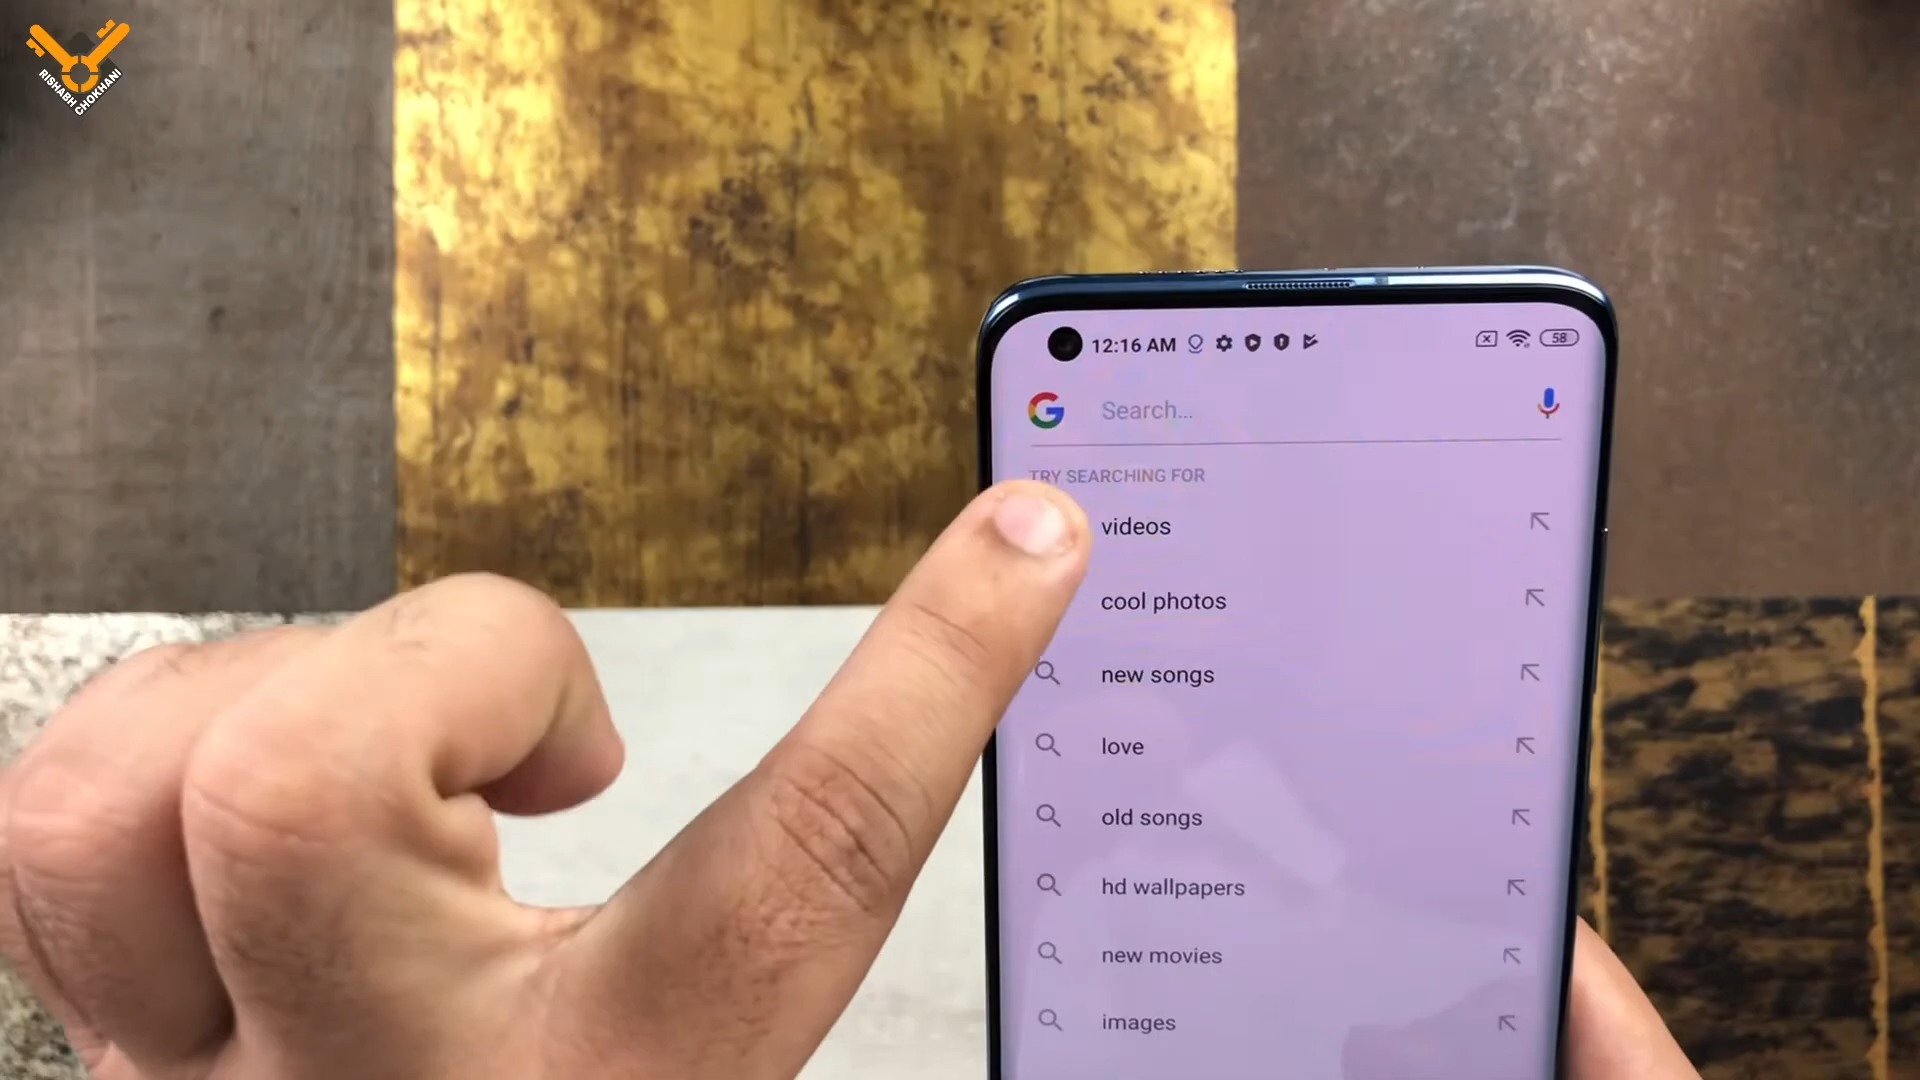 RISHABH CHOKHANI
12:16 AM
58
Search...
TRY SEARCHING FOR
videos
cool photos
new songs
love
old songs
hd wallpapers
new movies
images